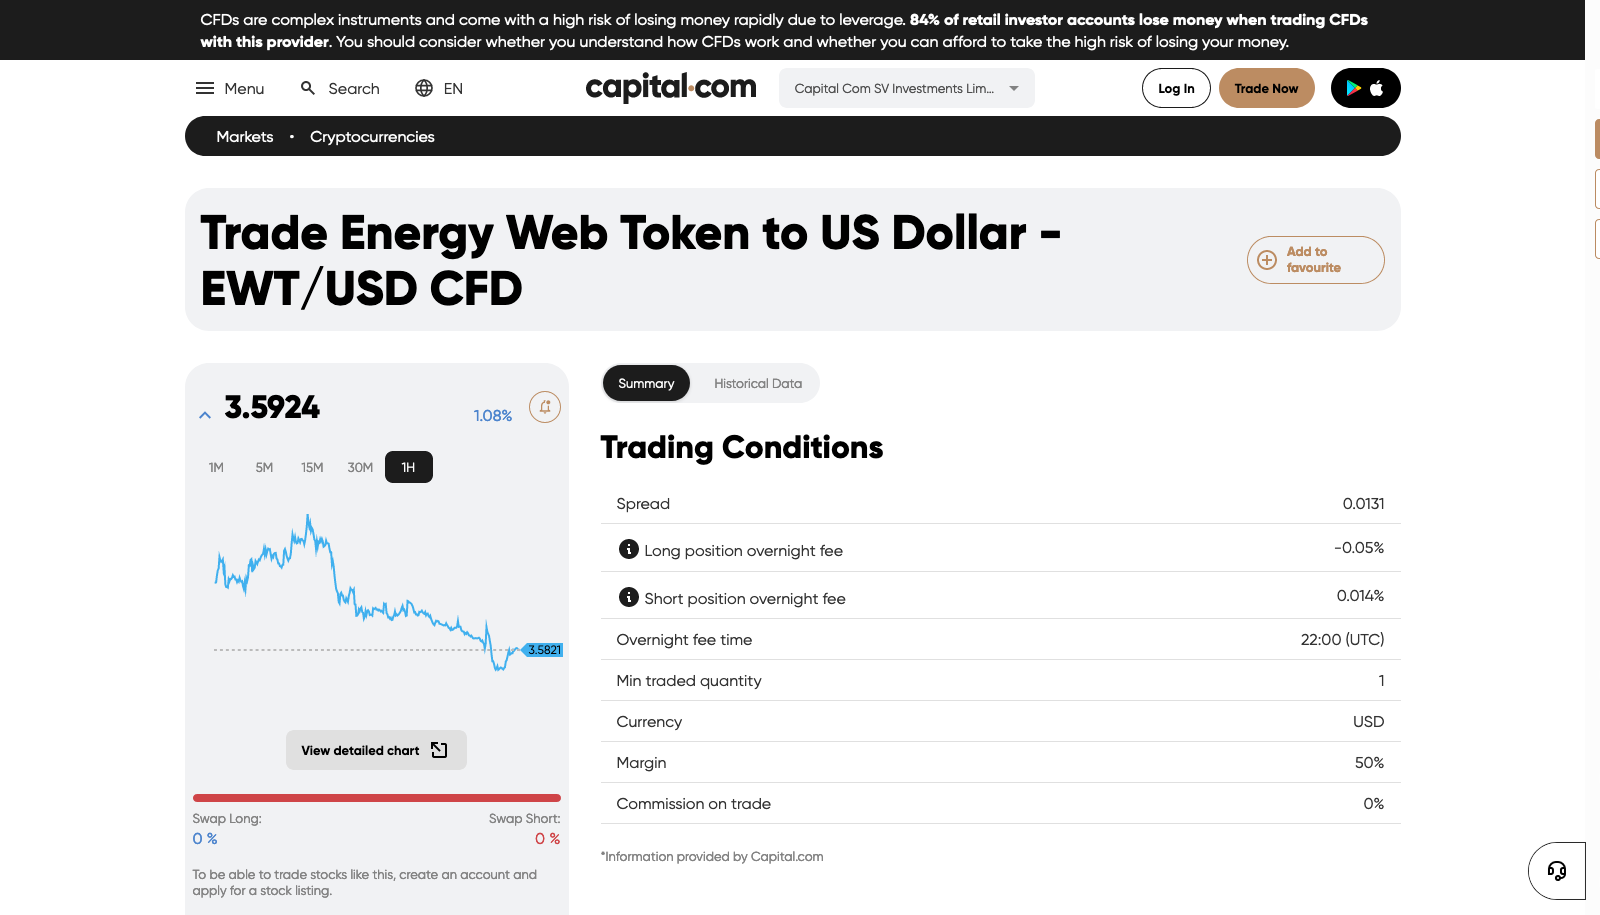 CFDs are complex instruments and come with a high risk of losing money rapidly due to leverage. 84% of retail investor accounts lose money when trading CFDs
with this provider. You should consider whether you understand how CFDs work and whether you can afford to take the high risk of losing your money.
Menu
Search
EN
capital.com
Capital Com SV Investments Lim...
Log In
Trade Now
Markets • Cryptocurrencies
Trade Energy Web Token to US Dollar -
EWT/USD CFD
Add to
favourite
3.5924
1.08%
1M 5M 15M 30M 1H
3.5821
View detailed chart
Swap Long: Swap Short:
0 % 0 %
To be able to trade stocks like this, create an account and
apply for a stock listing.
Summary Historical Data
Trading Conditions
Spread 0.0131
Long position overnight fee -0.05%
Short position overnight fee 0.014%
Overnight fee time 22:00 (UTC)
Min traded quantity 1
Currency USD
Margin 50%
Commission on trade 0%
*Information provided by Capital.com